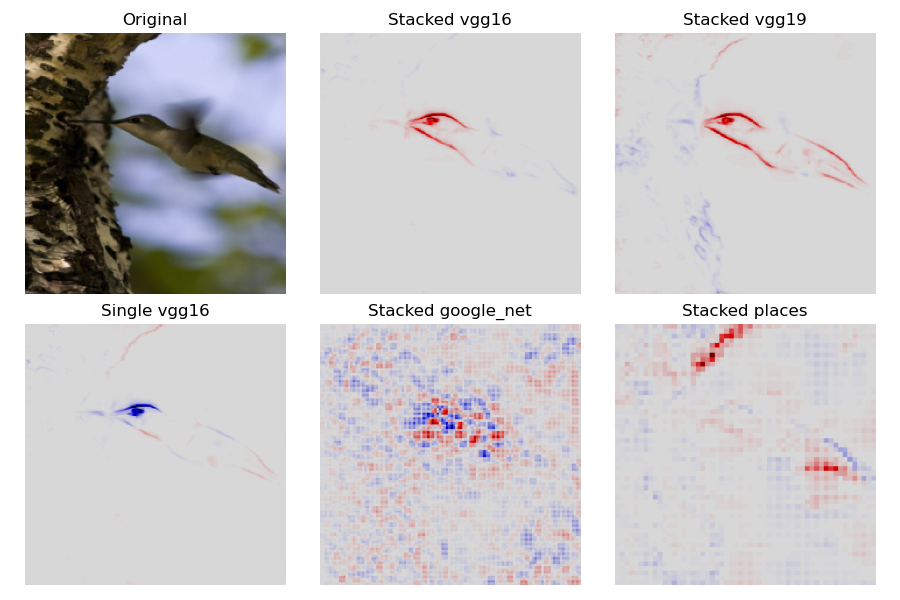 Original
Stacked vgg16
Stacked vgg19
Single vgg16
Stacked google_net
Stacked places